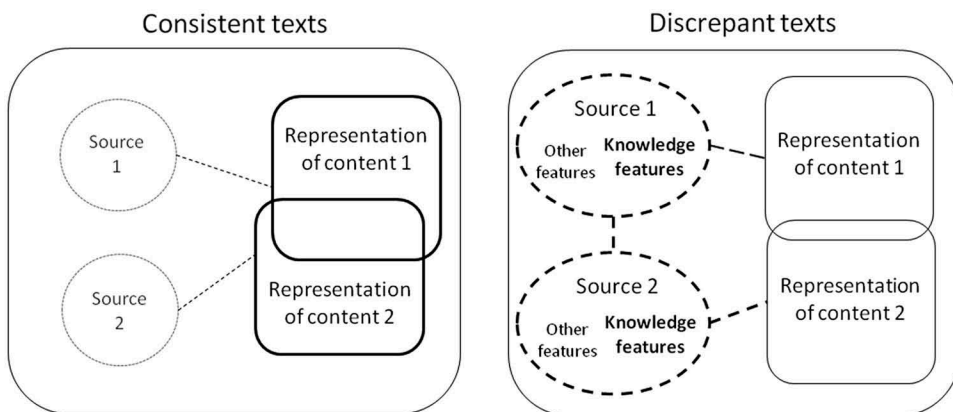 Consistent texts
Source
1
Representation
of content 1
Source
2
Representation
of content 2
Discrepant texts
Source 1
Other
features
Knowledge
features
Representation
of content 1
Source 2
Other
features
Knowledge
features
Representation
of content 2